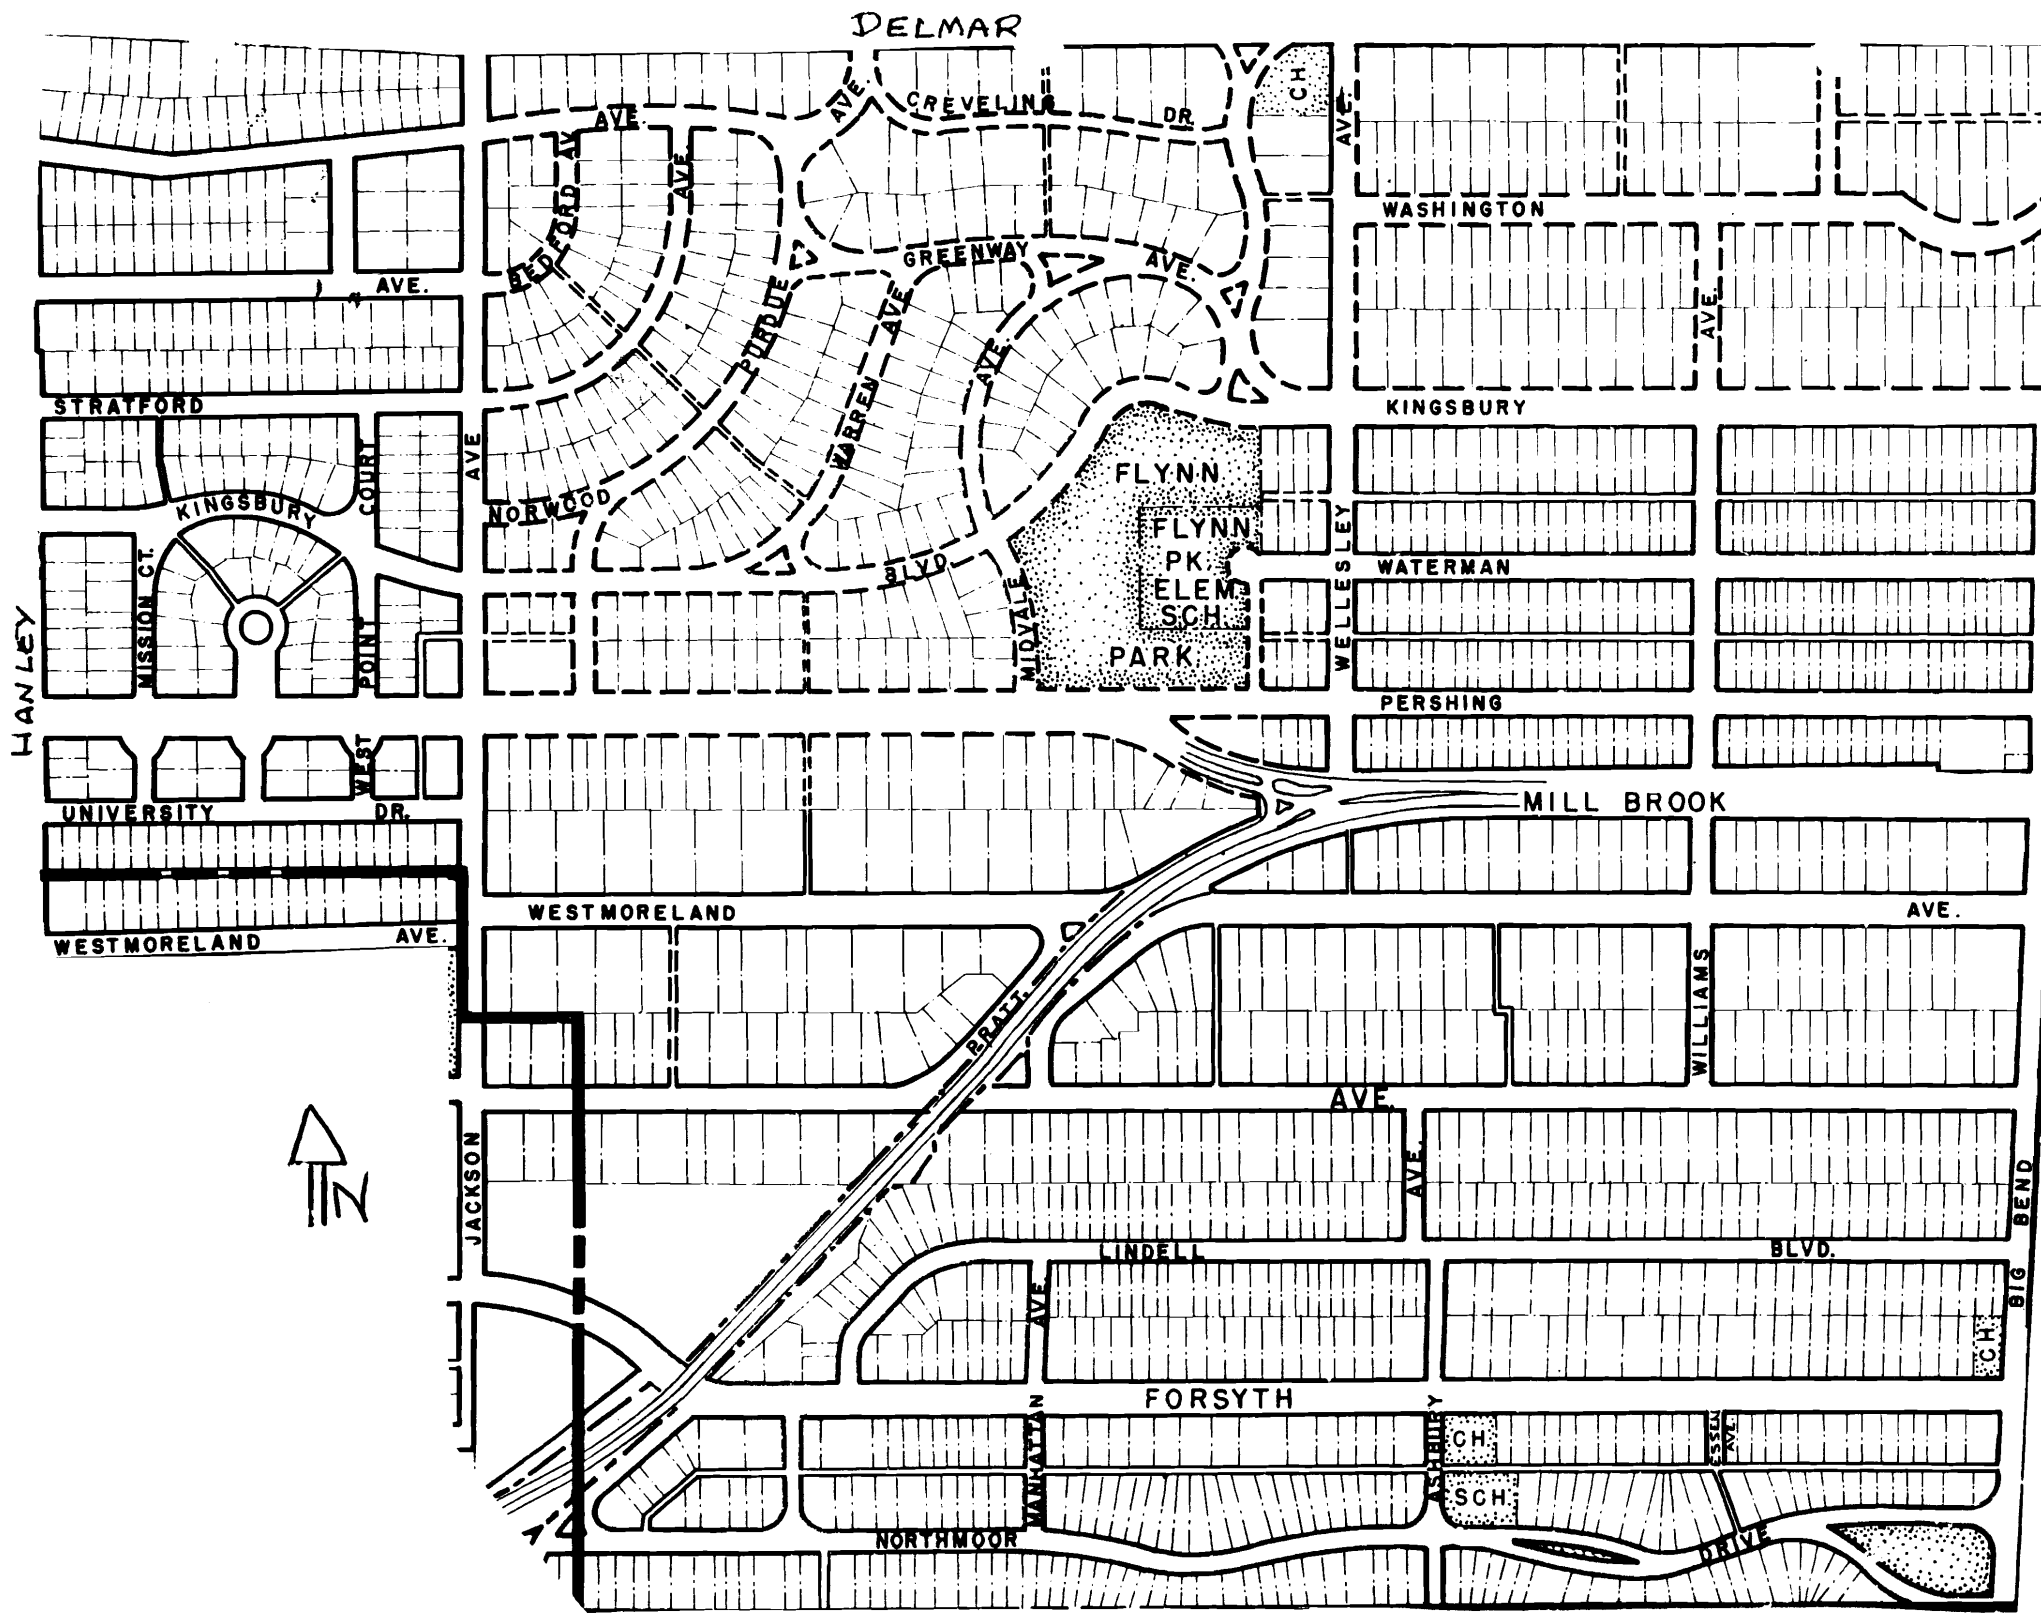 DELMAR
CH
AVE.
AVE.
CREVELING
DR.
AVE.
BEDFORD AV.
AVE.
AVE.
WASHINGTON
GREENWAY
AVE.
AVE.
PURDUE
AVE.
AVE.
AVE.
STRATFORD
KINGSBURY
COURT
AVE
WARREN
FLYNN
KINGSBURY
NORWOOD
FLYNN
PK.
ELEM.
SCH.
PARK
WELLESLEY
WATERMAN
BLVD.
MISSION CT.
POINT
MIDVALE
HANLEY
PERSHING
WEST
UNIVERSITY
DR.
MILL BROOK
WESTMORELAND
AVE.
WESTMORELAND
AVE.
PRATT.
WILLIAMS
AVE.
N
JACKSON
AVE.
BIG BEND
LINDELL
BLVD.
AVE.
CH
FORSYTH
MANHATTAN
ASHBURY
CH
ESSEX
AVE.
SCH.
NORTHMOOR
DRIVE